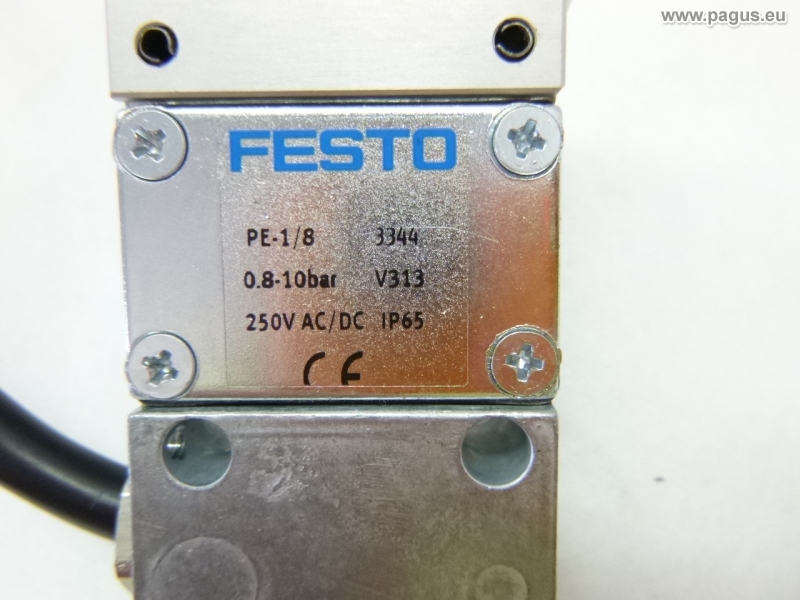 www.pagus.eu
FESTO
PE-1/8 3344
0.8-10bar V313
250V AC/DC IP65
CE